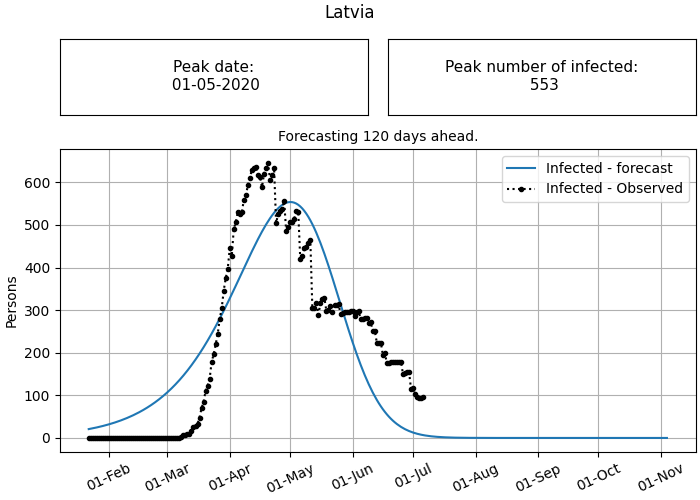 Latvia
Peak date:
01-05-2020
Peak number of infected:
553
Forecasting 120 days ahead.
Infected - forecast
Infected - Observed
Persons
600
500
400
300
200
100
0
01-Feb
01-Mar
01-Apr
01-May
01-Jun
01-Jul
01-Aug
01-Sep
01-Oct
01-Nov